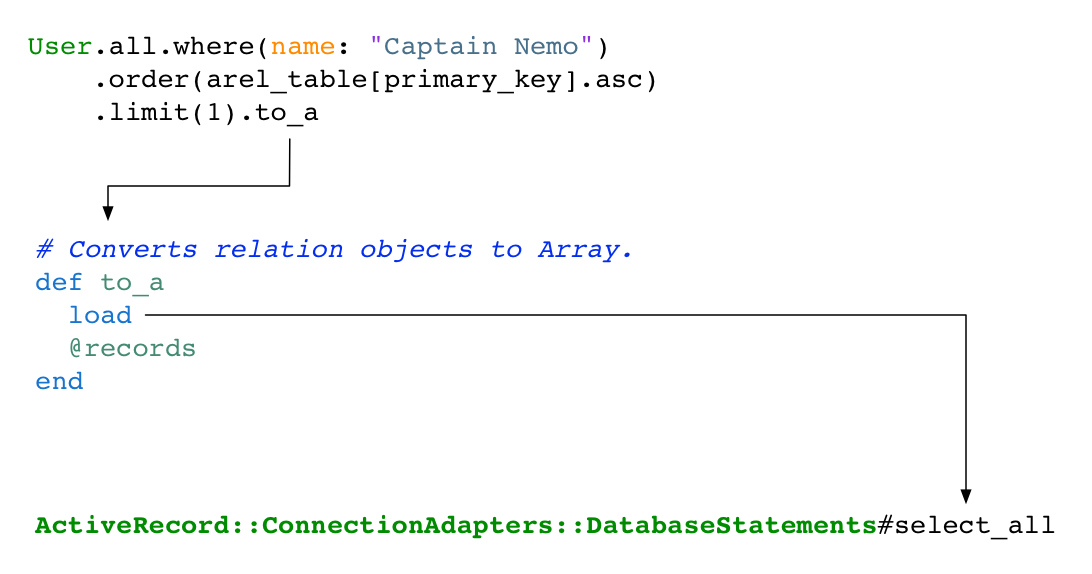 User.all.where(name: "Captain Nemo")
.order(arel_table[primary_key].asc)
.limit(1).to_a
# Converts relation objects to Array.
def to_a
load
@records
end
ActiveRecord::ConnectionAdapters::DatabaseStatements#select_all